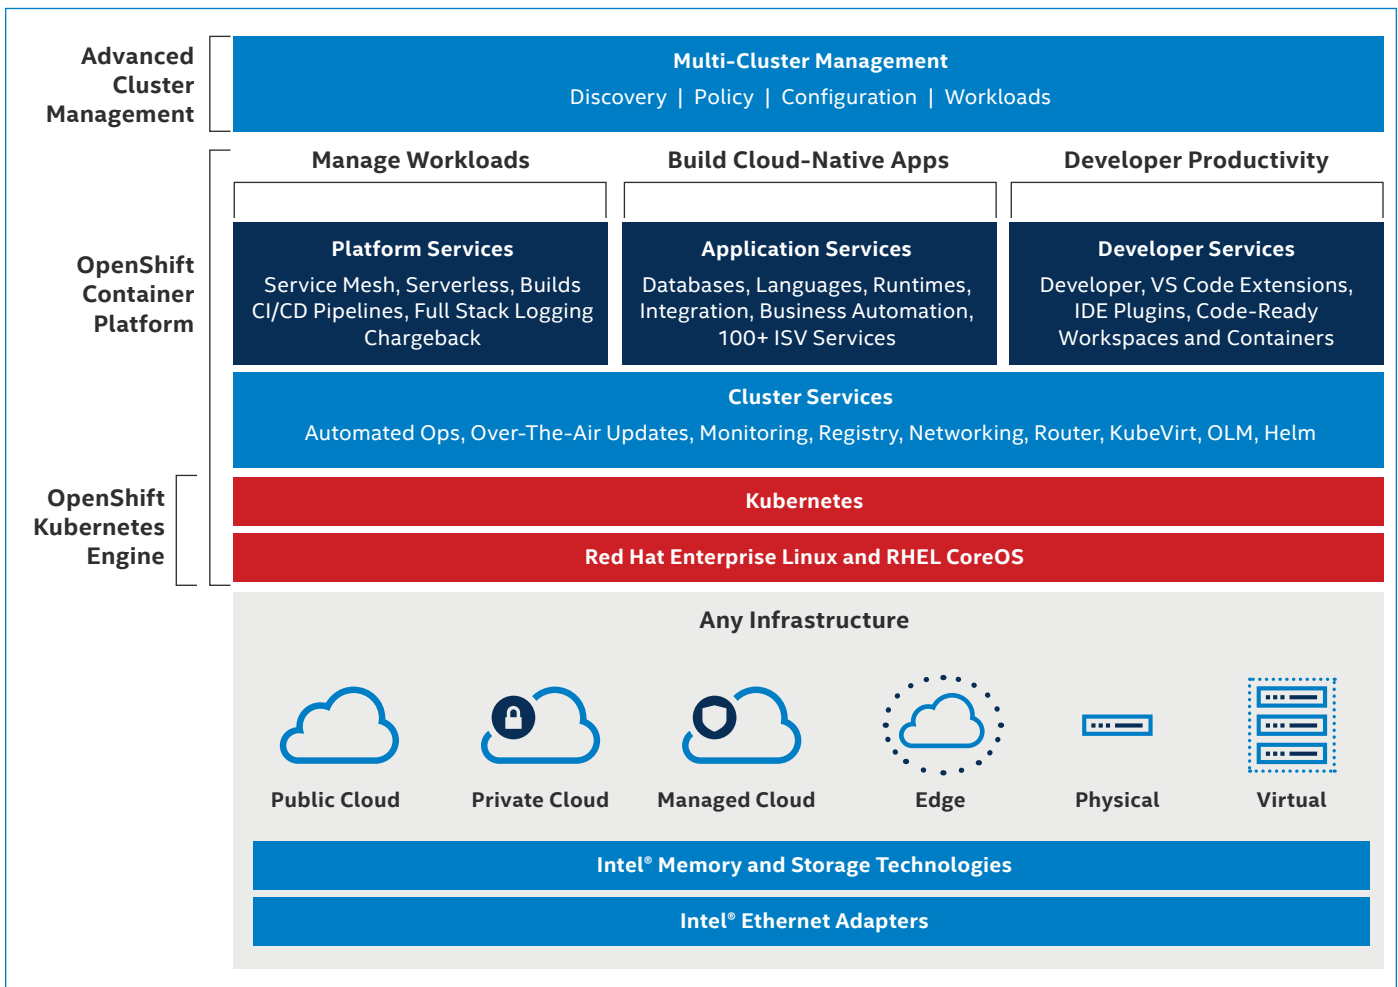 Advanced
Cluster
Management
Multi-Cluster Management
Discovery | Policy | Configuration | Workloads
OpenShift
Container
Platform
Manage Workloads
Build Cloud-Native Apps
Developer Productivity
Platform Services
Service Mesh, Serverless, Builds
CI/CD Pipelines, Full Stack Logging
Chargeback
Application Services
Databases, Languages, Runtimes,
Integration, Business Automation,
100+ ISV Services
Developer Services
Developer, VS Code Extensions,
IDE Plugins, Code-Ready
Workspaces and Containers
Cluster Services
Automated Ops, Over-The-Air Updates, Monitoring, Registry, Networking, Router, KubeVirt, OLM, Helm
OpenShift
Kubernetes
Engine
Kubernetes
Red Hat Enterprise Linux and RHEL CoreOS
Any Infrastructure
Public Cloud
Private Cloud
Managed Cloud
Edge
Physical
Virtual
Intel® Memory and Storage Technologies
Intel® Ethernet Adapters